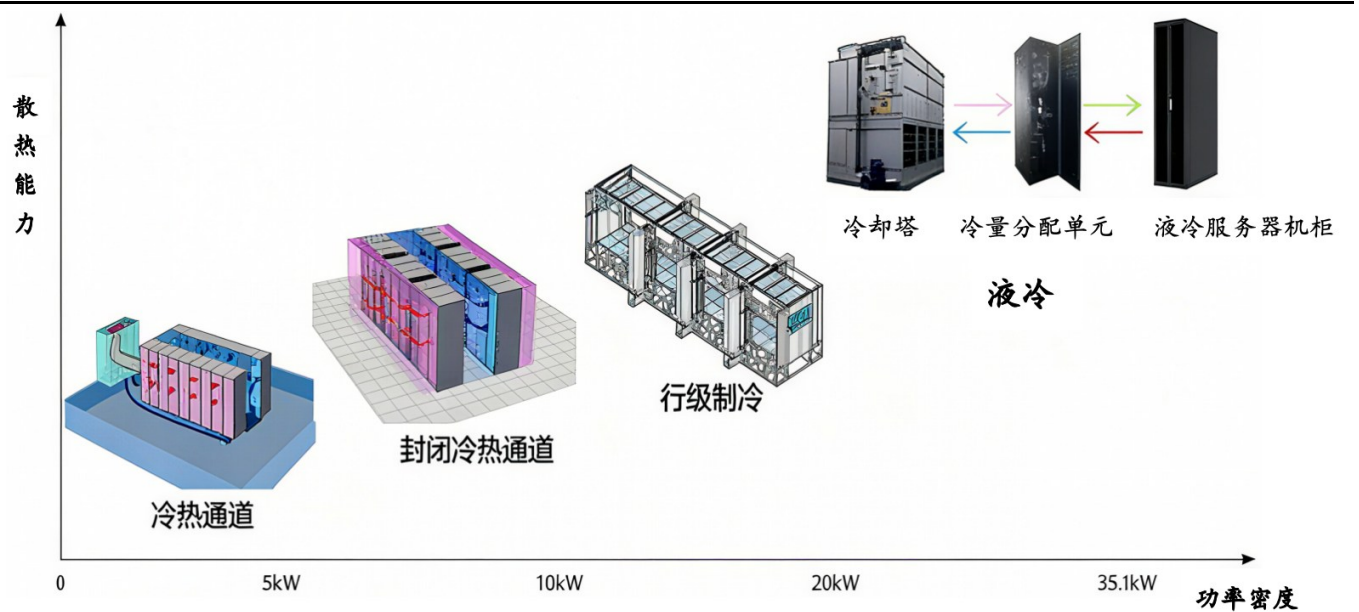 散热能力
冷却塔
冷量分配单元
液冷服务器机柜
液冷
行级制冷
封闭冷热通道
冷热通道
0
5kW
10kW
20kW
35.1kW
功率密度